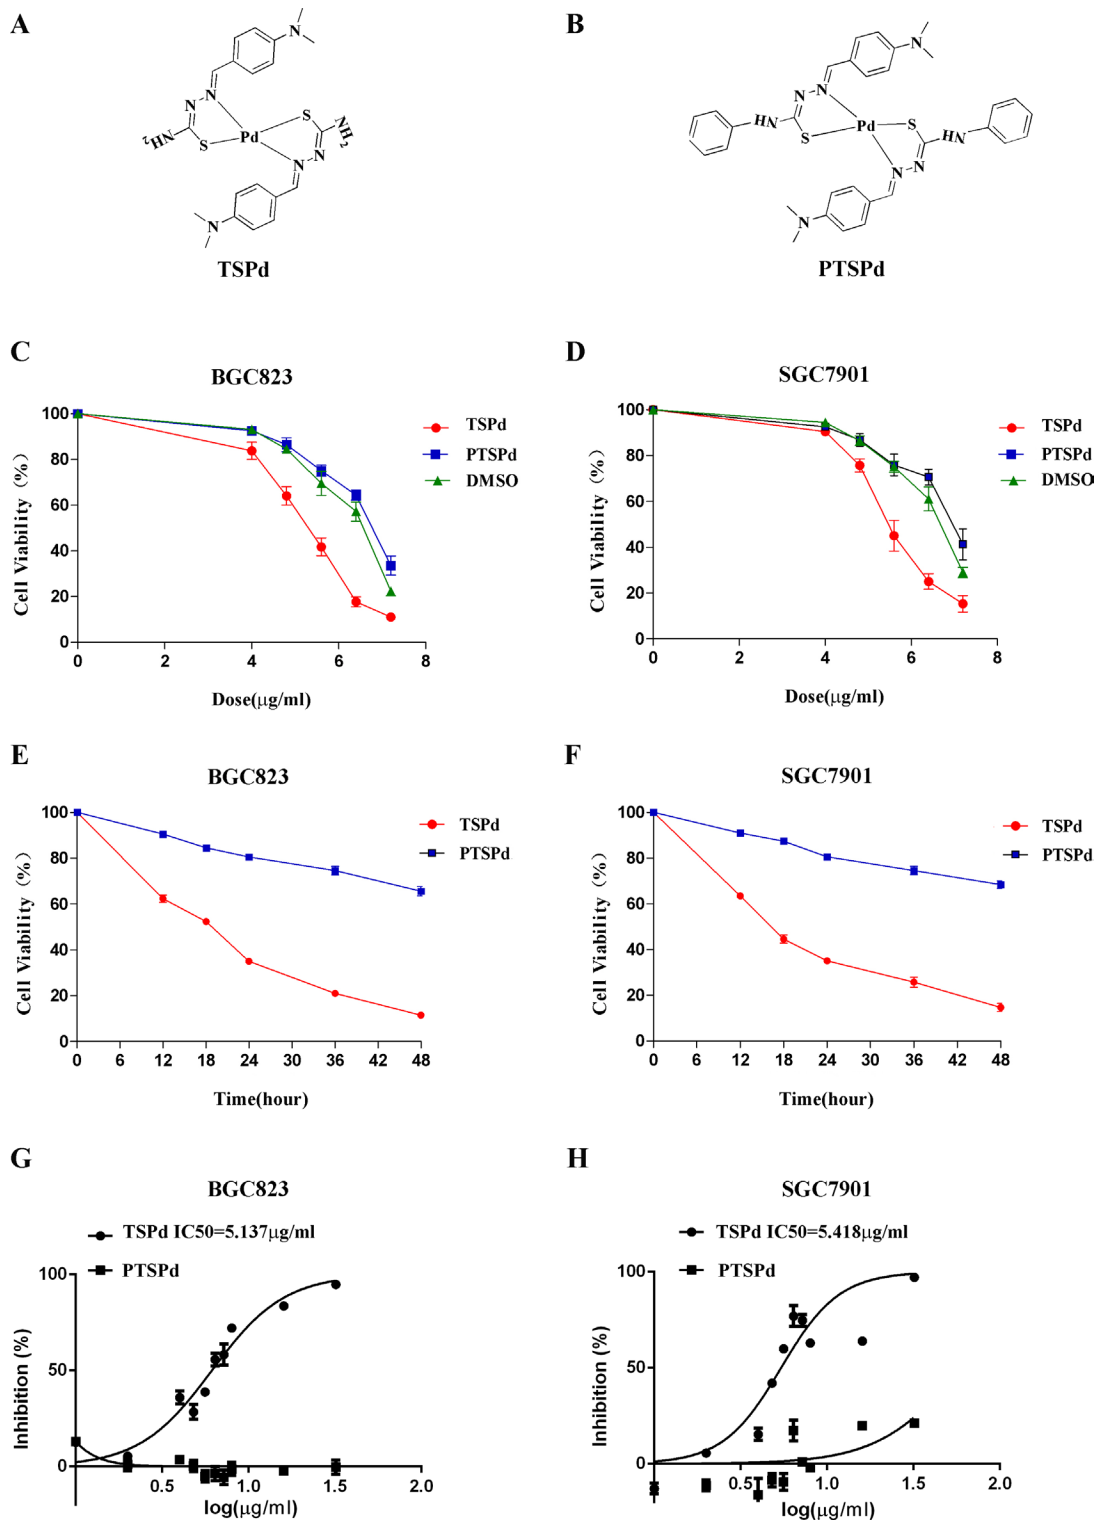 A
B
N
N
N
H₂N
S
Pd
S
NH₂
N
N
N
TSPd
N
N
N
HN
S
Pd
S
HN
N
N
N
PTSPd
C
BGC823
Cell Viability (%)
100
80
60
40
20
0
0 2 4 6 8
Dose(μg/ml)
TSPd
PTSPd
DMSO
D
SGC7901
Cell Viability (%)
100
80
60
40
20
0
0 2 4 6 8
Dose(μg/ml)
TSPd
PTSPd
DMSO
E
BGC823
Cell Viability (%)
100
80
60
40
20
0
0 6 12 18 24 30 36 42 48
Time(hour)
TSPd
PTSPd
F
SGC7901
Cell Viability (%)
100
80
60
40
20
0
0 6 12 18 24 30 36 42 48
Time(hour)
TSPd
PTSPd
G
BGC823
TSPd IC50=5.137μg/ml
PTSPd
Inhibition (%)
100
50
0
0.5 1.0 1.5 2.0
log(μg/ml)
H
SGC7901
TSPd IC50=5.418μg/ml
PTSPd
Inhibition (%)
100
50
0
0.5 1.0 1.5 2.0
log(μg/ml)